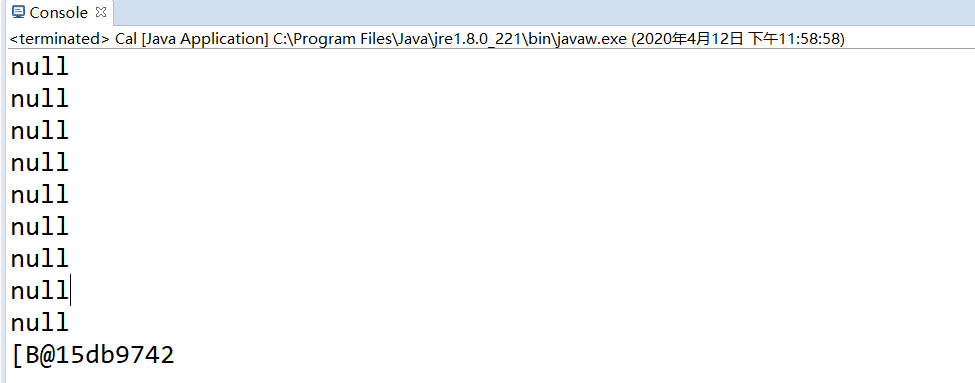 Console
<terminated> Cal [Java Application] C:\Program Files\Java\jre1.8.0_221\bin\javaw.exe (2020年4月12日 下午11:58:58)
null
null
null
null
null
null
null
null
null
[B@15db9742